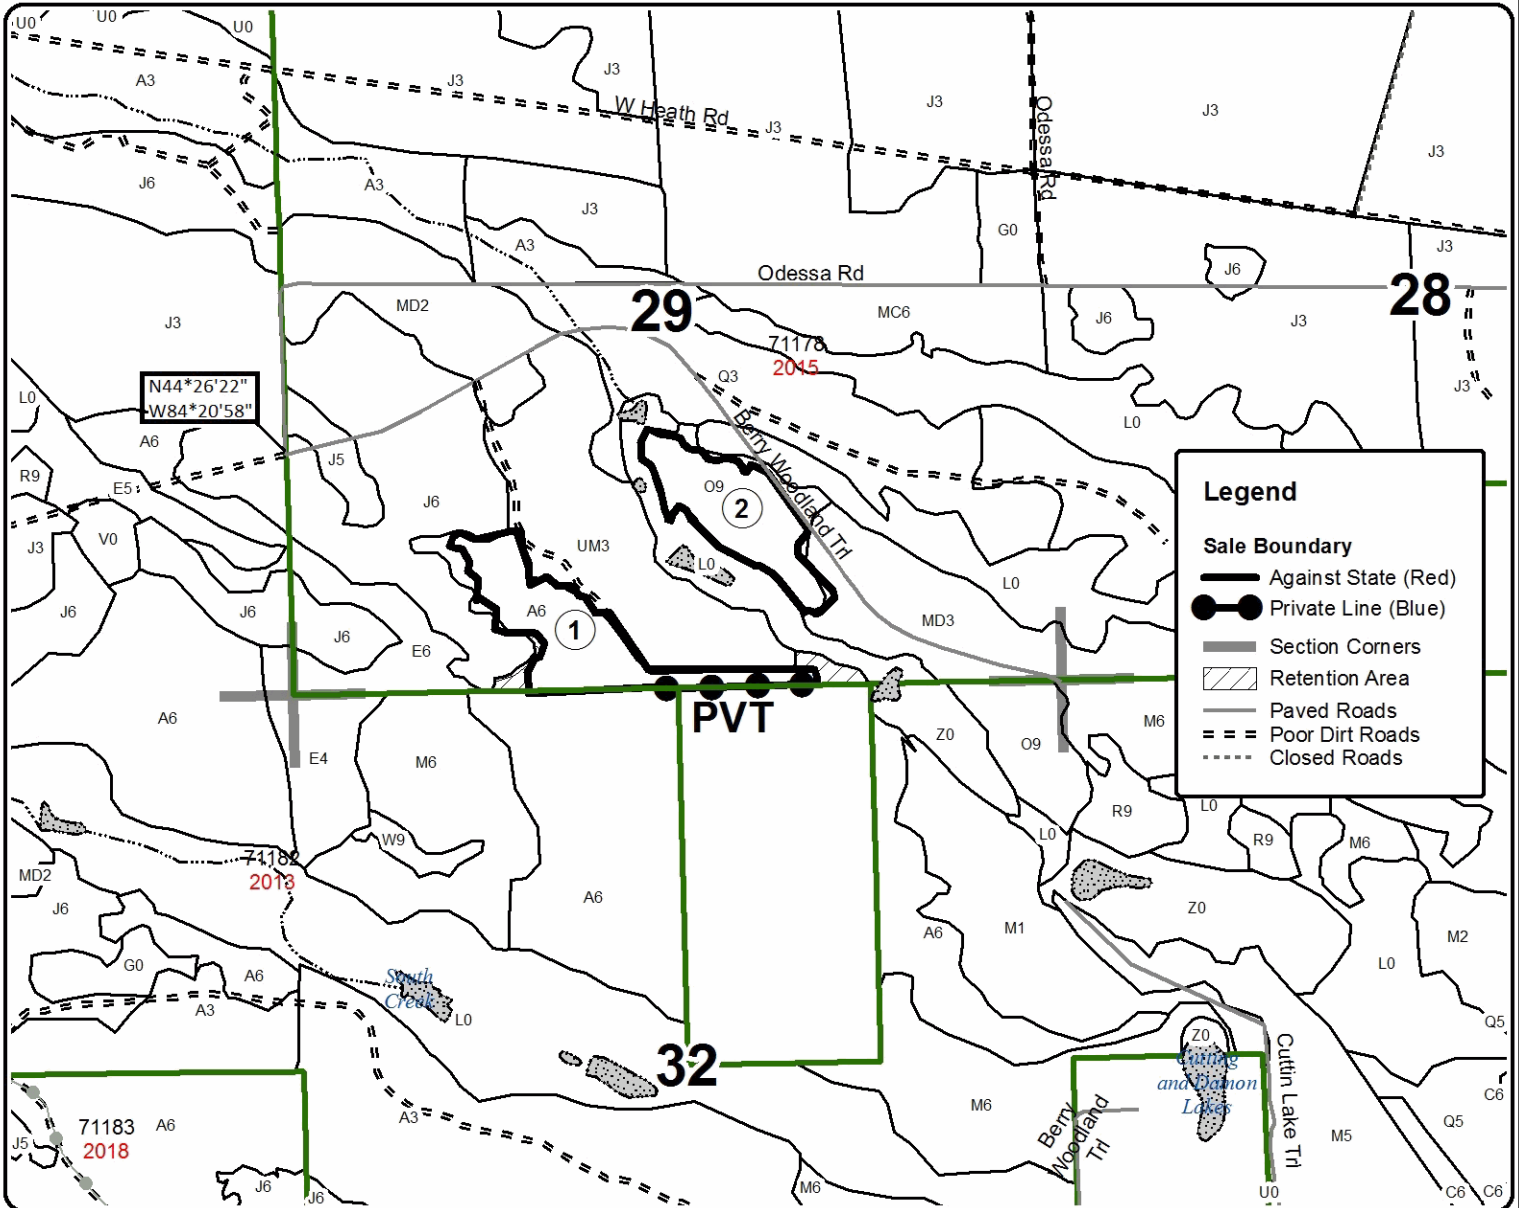 U0
U0
U0
A3
J3
J3
J3
J3
J3
W Heath Rd
J3
Odessa Rd
J6
A3
J3
A3
G0
J3
J6
Odessa Rd
29
28
MD2
MC6
J6
J3
J3
71178
2015
Q3
J3
N44*26'22"
W84*20'58"
L0
A6
L0
Berry Woodland Trl
R9
E5
J5
J6
O9
2
V0
J3
UM3
L0
L0
J6
J6
J6
A6
1
E6
MD3
Legend
Sale Boundary
Against State (Red)
Private Line (Blue)
Section Corners
Retention Area
Paved Roads
Poor Dirt Roads
Closed Roads
PVT
A6
E4
M6
Z0
O9
M6
W9
R9
L0
L0
R9
M6
71182
2013
MD2
J6
A6
A6
M1
Z0
M2
L0
G0
A6
A3
South
Creek
L0
Q5
Z0
32
Cutting
and Damon
Lakes
Cuttin Lake Trl
Berry
Woodland
Trl
71183
2018
A6
J5
A3
M6
C6
Q5
M5
J6
J6
M6
U0
C6
C6